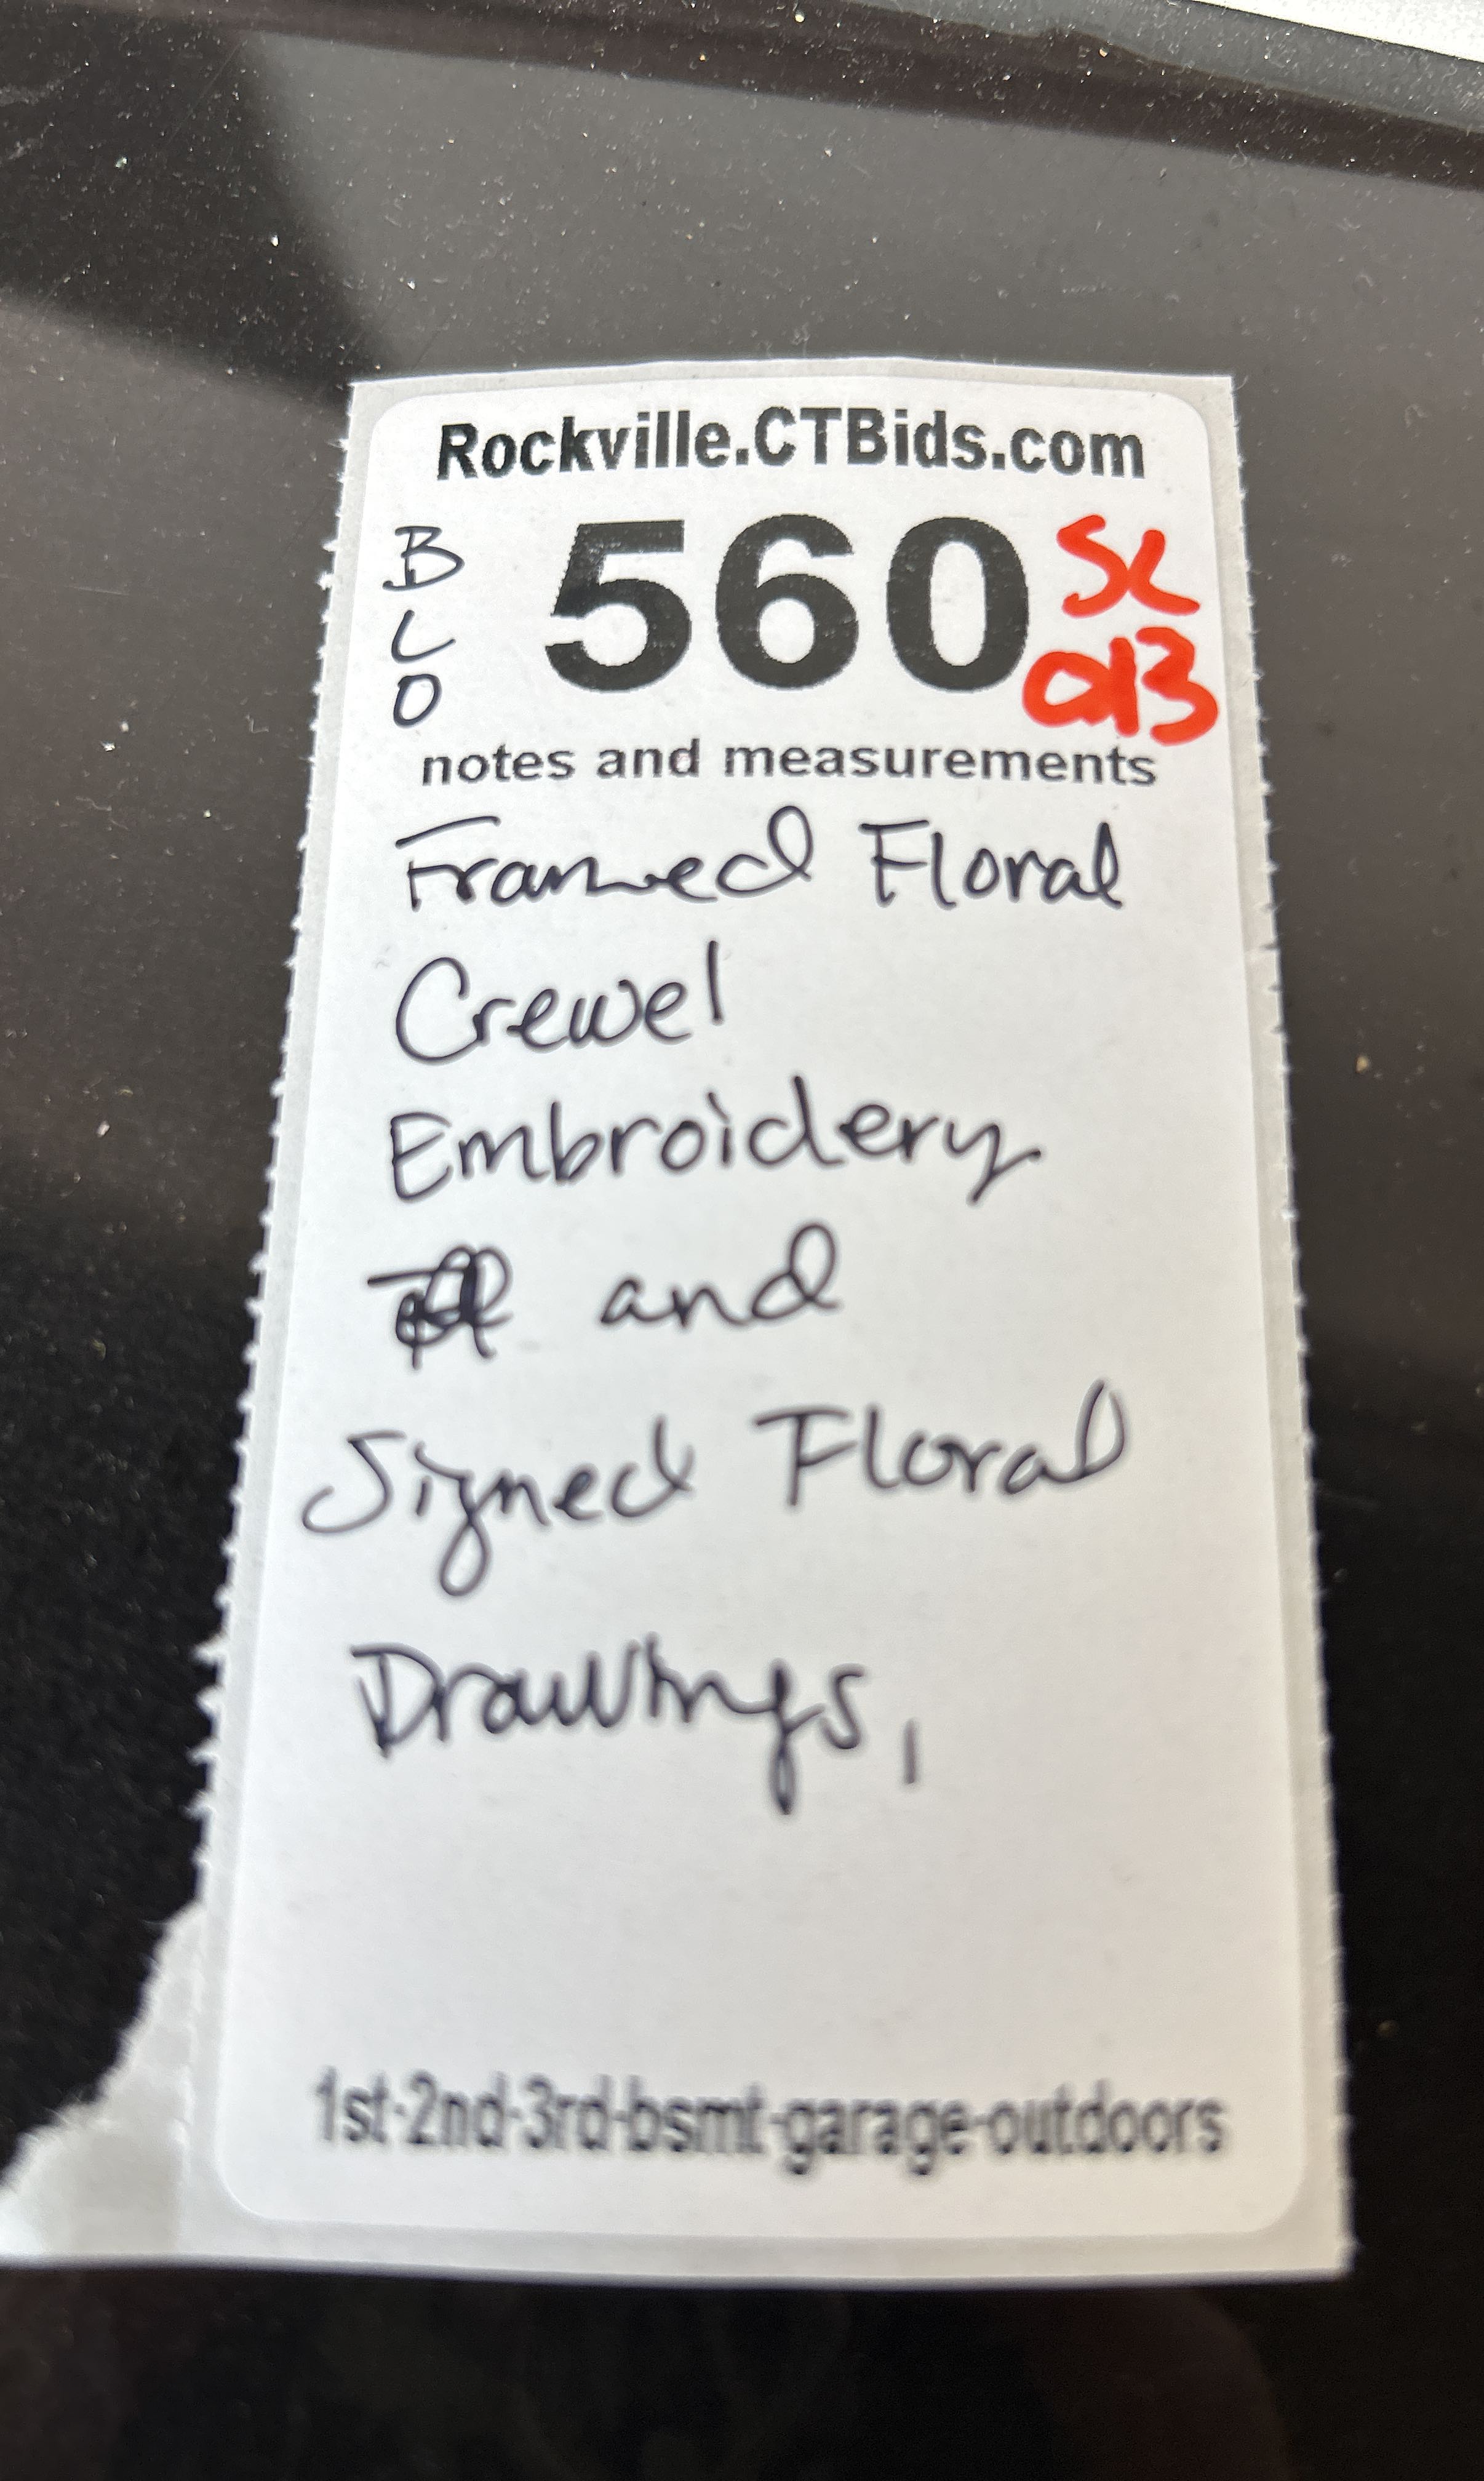 Rockville.CTBids.com
B
L
O
560
SL
013
notes and measurements
Framed Floral
Crewel
Embroidery
and
Signed Floral
Drawings,
1st-2nd-3rd-bsmt-garage-outdoors